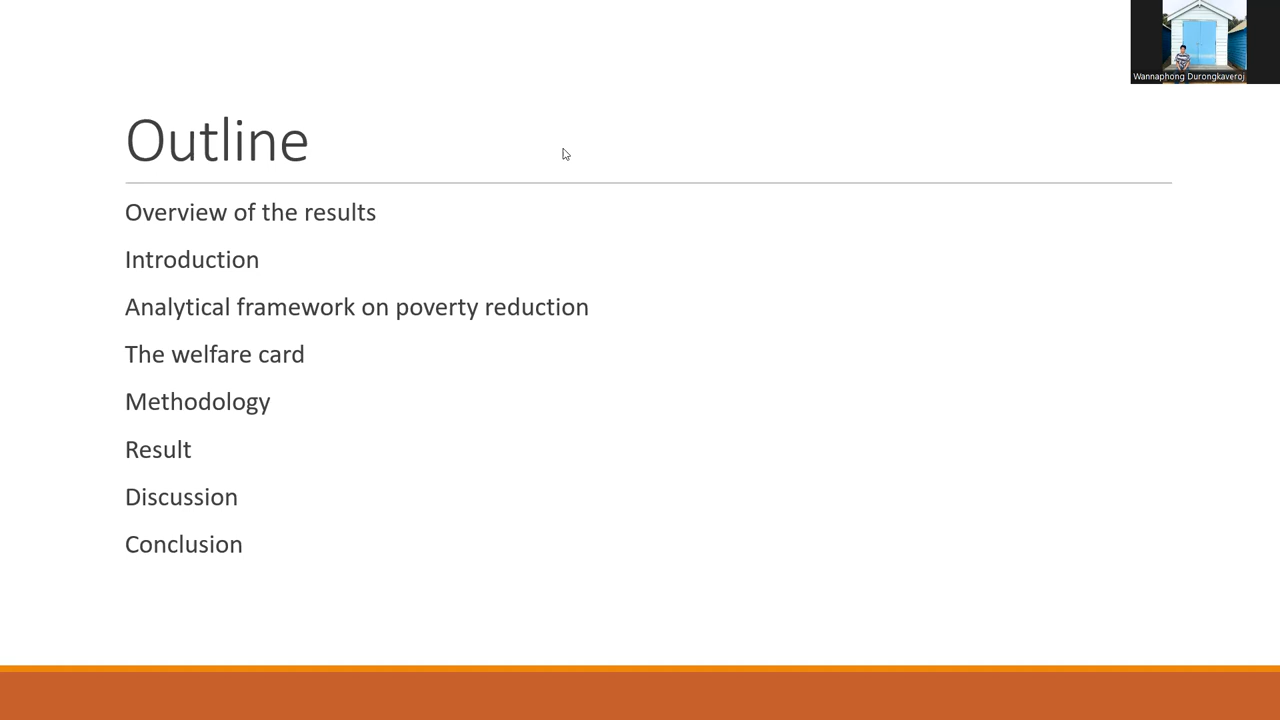 Wannaphong Durongkaveroj
Outline
Overview of the results
Introduction
Analytical framework on poverty reduction
The welfare card
Methodology
Result
Discussion
Conclusion